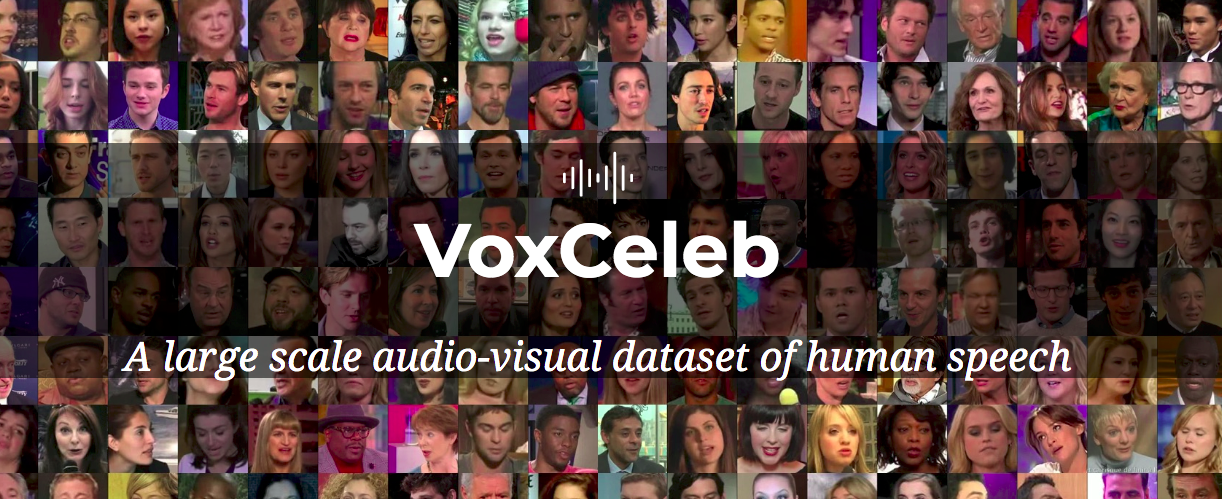 VoxCeleb
A large scale audio-visual dataset of human speech